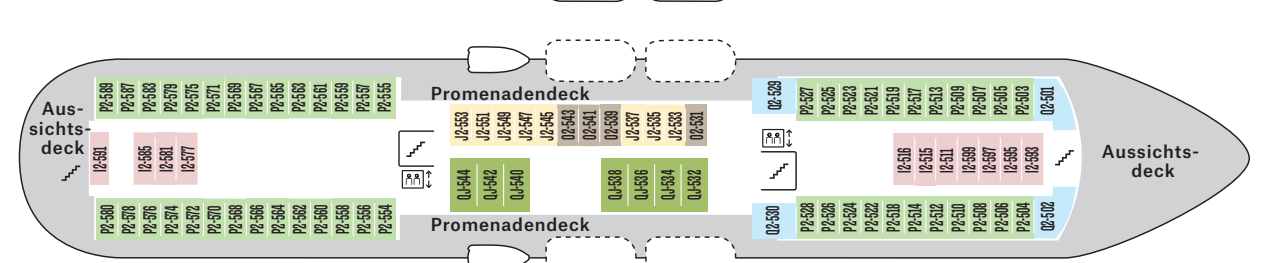 Aus-
sichts-
deck
P2-589
P2-587
P2-583
P2-579
P2-575
P2-571
P2-569
P2-567
P2-565
P2-563
P2-561
P2-559
P2-557
P2-555
I2-591
I2-585
I2-581
I2-577
P2-580
P2-578
P2-576
P2-574
P2-572
P2-570
P2-568
P2-566
P2-564
P2-562
P2-560
P2-558
P2-556
P2-554
Promenadendeck
J2-553
J2-551
J2-549
J2-547
J2-545
O2-543
O2-541
O2-539
J2-537
J2-535
J2-533
O2-531
QJ-544
QJ-542
QJ-540
QJ-538
QJ-536
QJ-534
QJ-532
Promenadendeck
Q2-529
P2-527
P2-525
P2-523
P2-521
P2-519
P2-517
P2-513
P2-509
P2-507
P2-505
P2-503
Q2-501
I2-516
I2-515
I2-511
I2-599
I2-597
I2-595
I2-593
Q2-530
P2-528
P2-526
P2-524
P2-522
P2-518
P2-514
P2-512
P2-510
P2-508
P2-506
P2-504
Q2-502
Aussichts-
deck